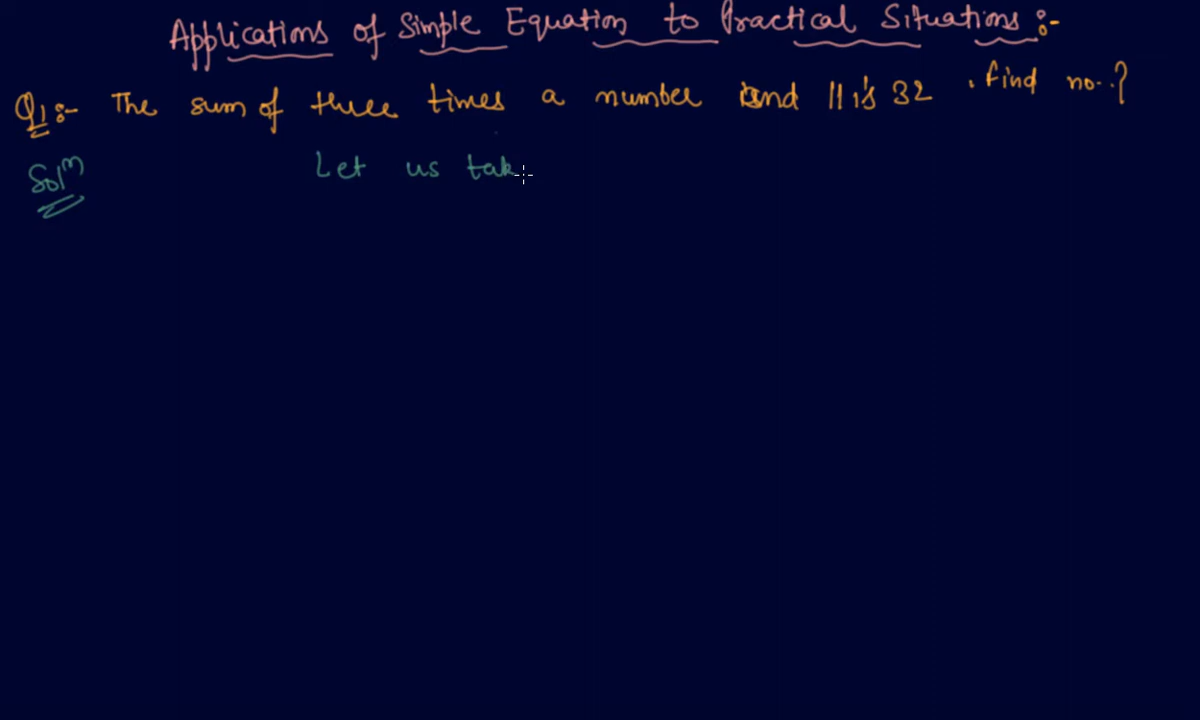 Applications of Simple Equation to Practical Situations :-
Q1:- The sum of three times a number and 11 is 32 . find no. ?
Solⁿ Let us tak